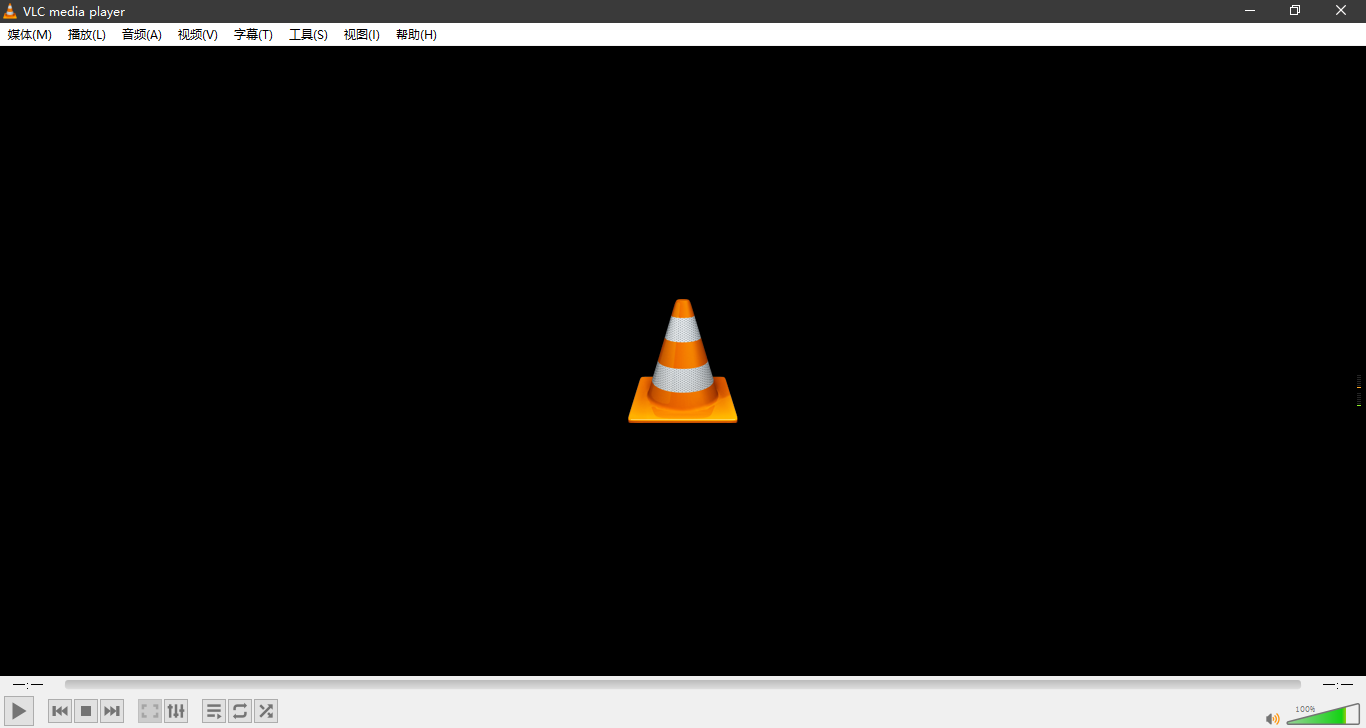 VLC media player
媒体(M) 播放(L) 音频(A) 视频(V) 字幕(T) 工具(S) 视图(I) 帮助(H)
--:-- --:--
100%